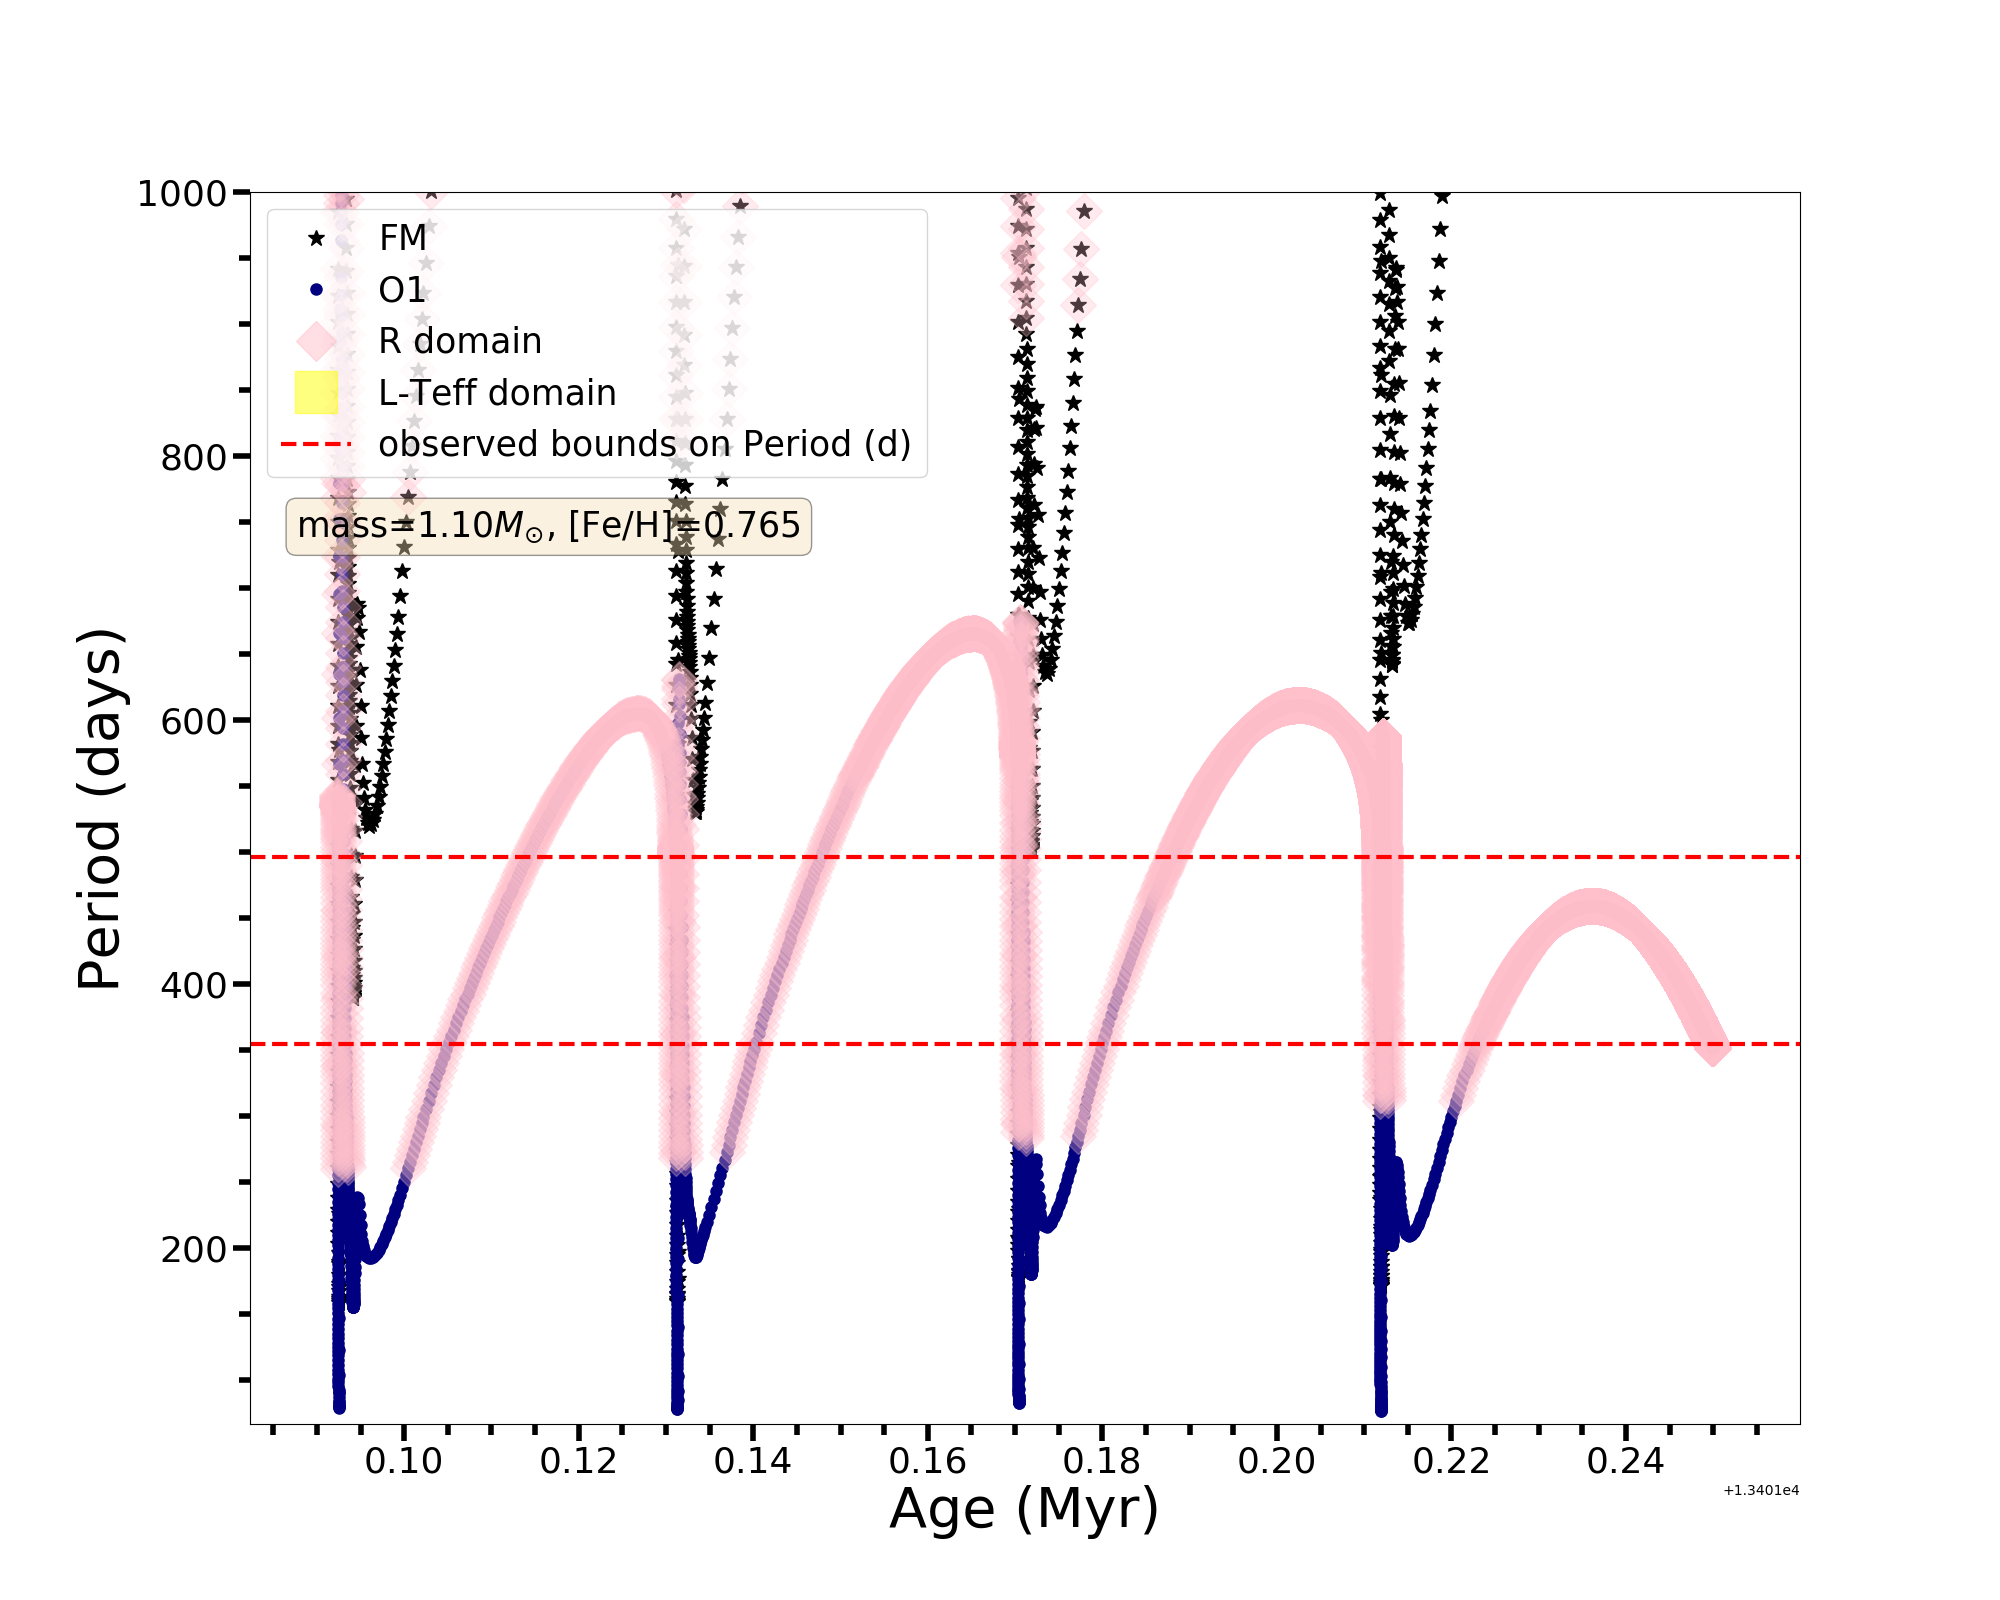 1000
800
600
400
200
Period (days)
FM
O1
R domain
L-Teff domain
observed bounds on Period (d)
mass=1.10M⊙, [Fe/H]=0.765
0.10 0.12 0.14 0.16 0.18 0.20 0.22 0.24
+1.3401e4
Age (Myr)